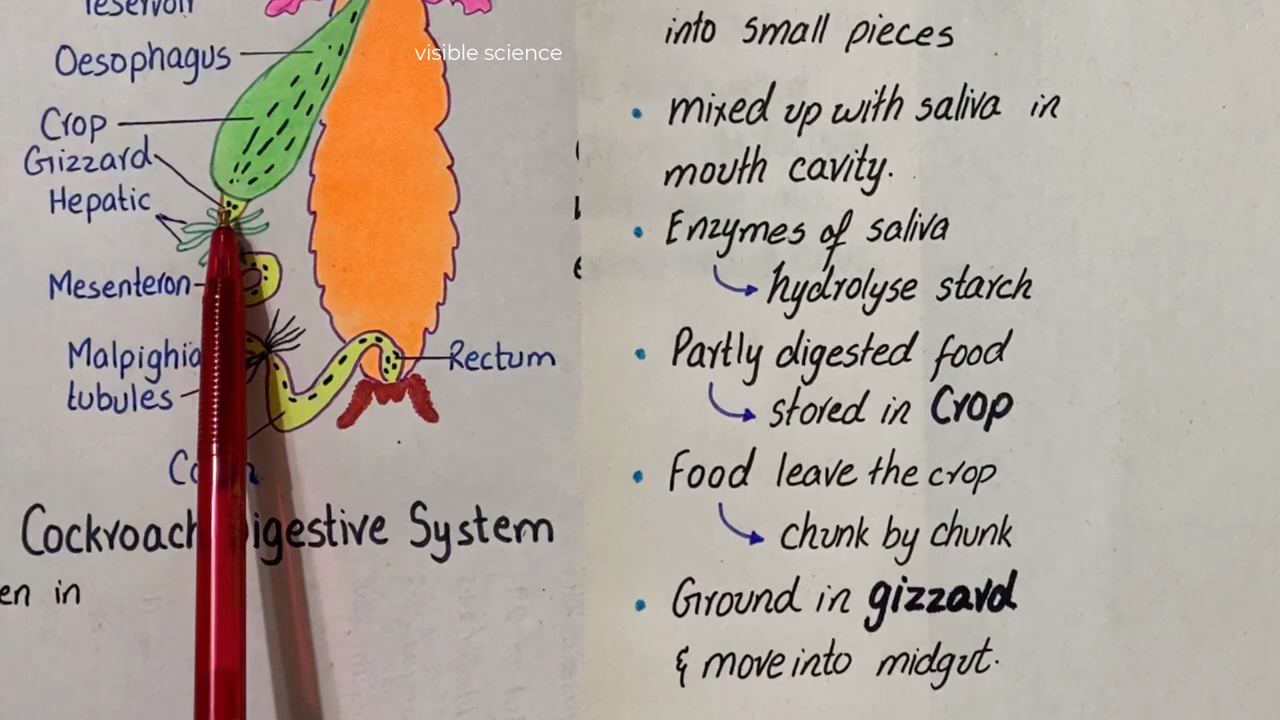 reservoir
Oesophagus
visible science
Crop
Gizzard
Hepatic
Mesenteron
Rectum
tubules
Cockroach Digestive System
en in
into small pieces
• mixed up with saliva in
mouth cavity.
• Enzymes of saliva
hydrolyse starch
• Partly digested food
stored in Crop
• Food leave the crop
chunk by chunk
• Ground in gizzard
& move into midgut.